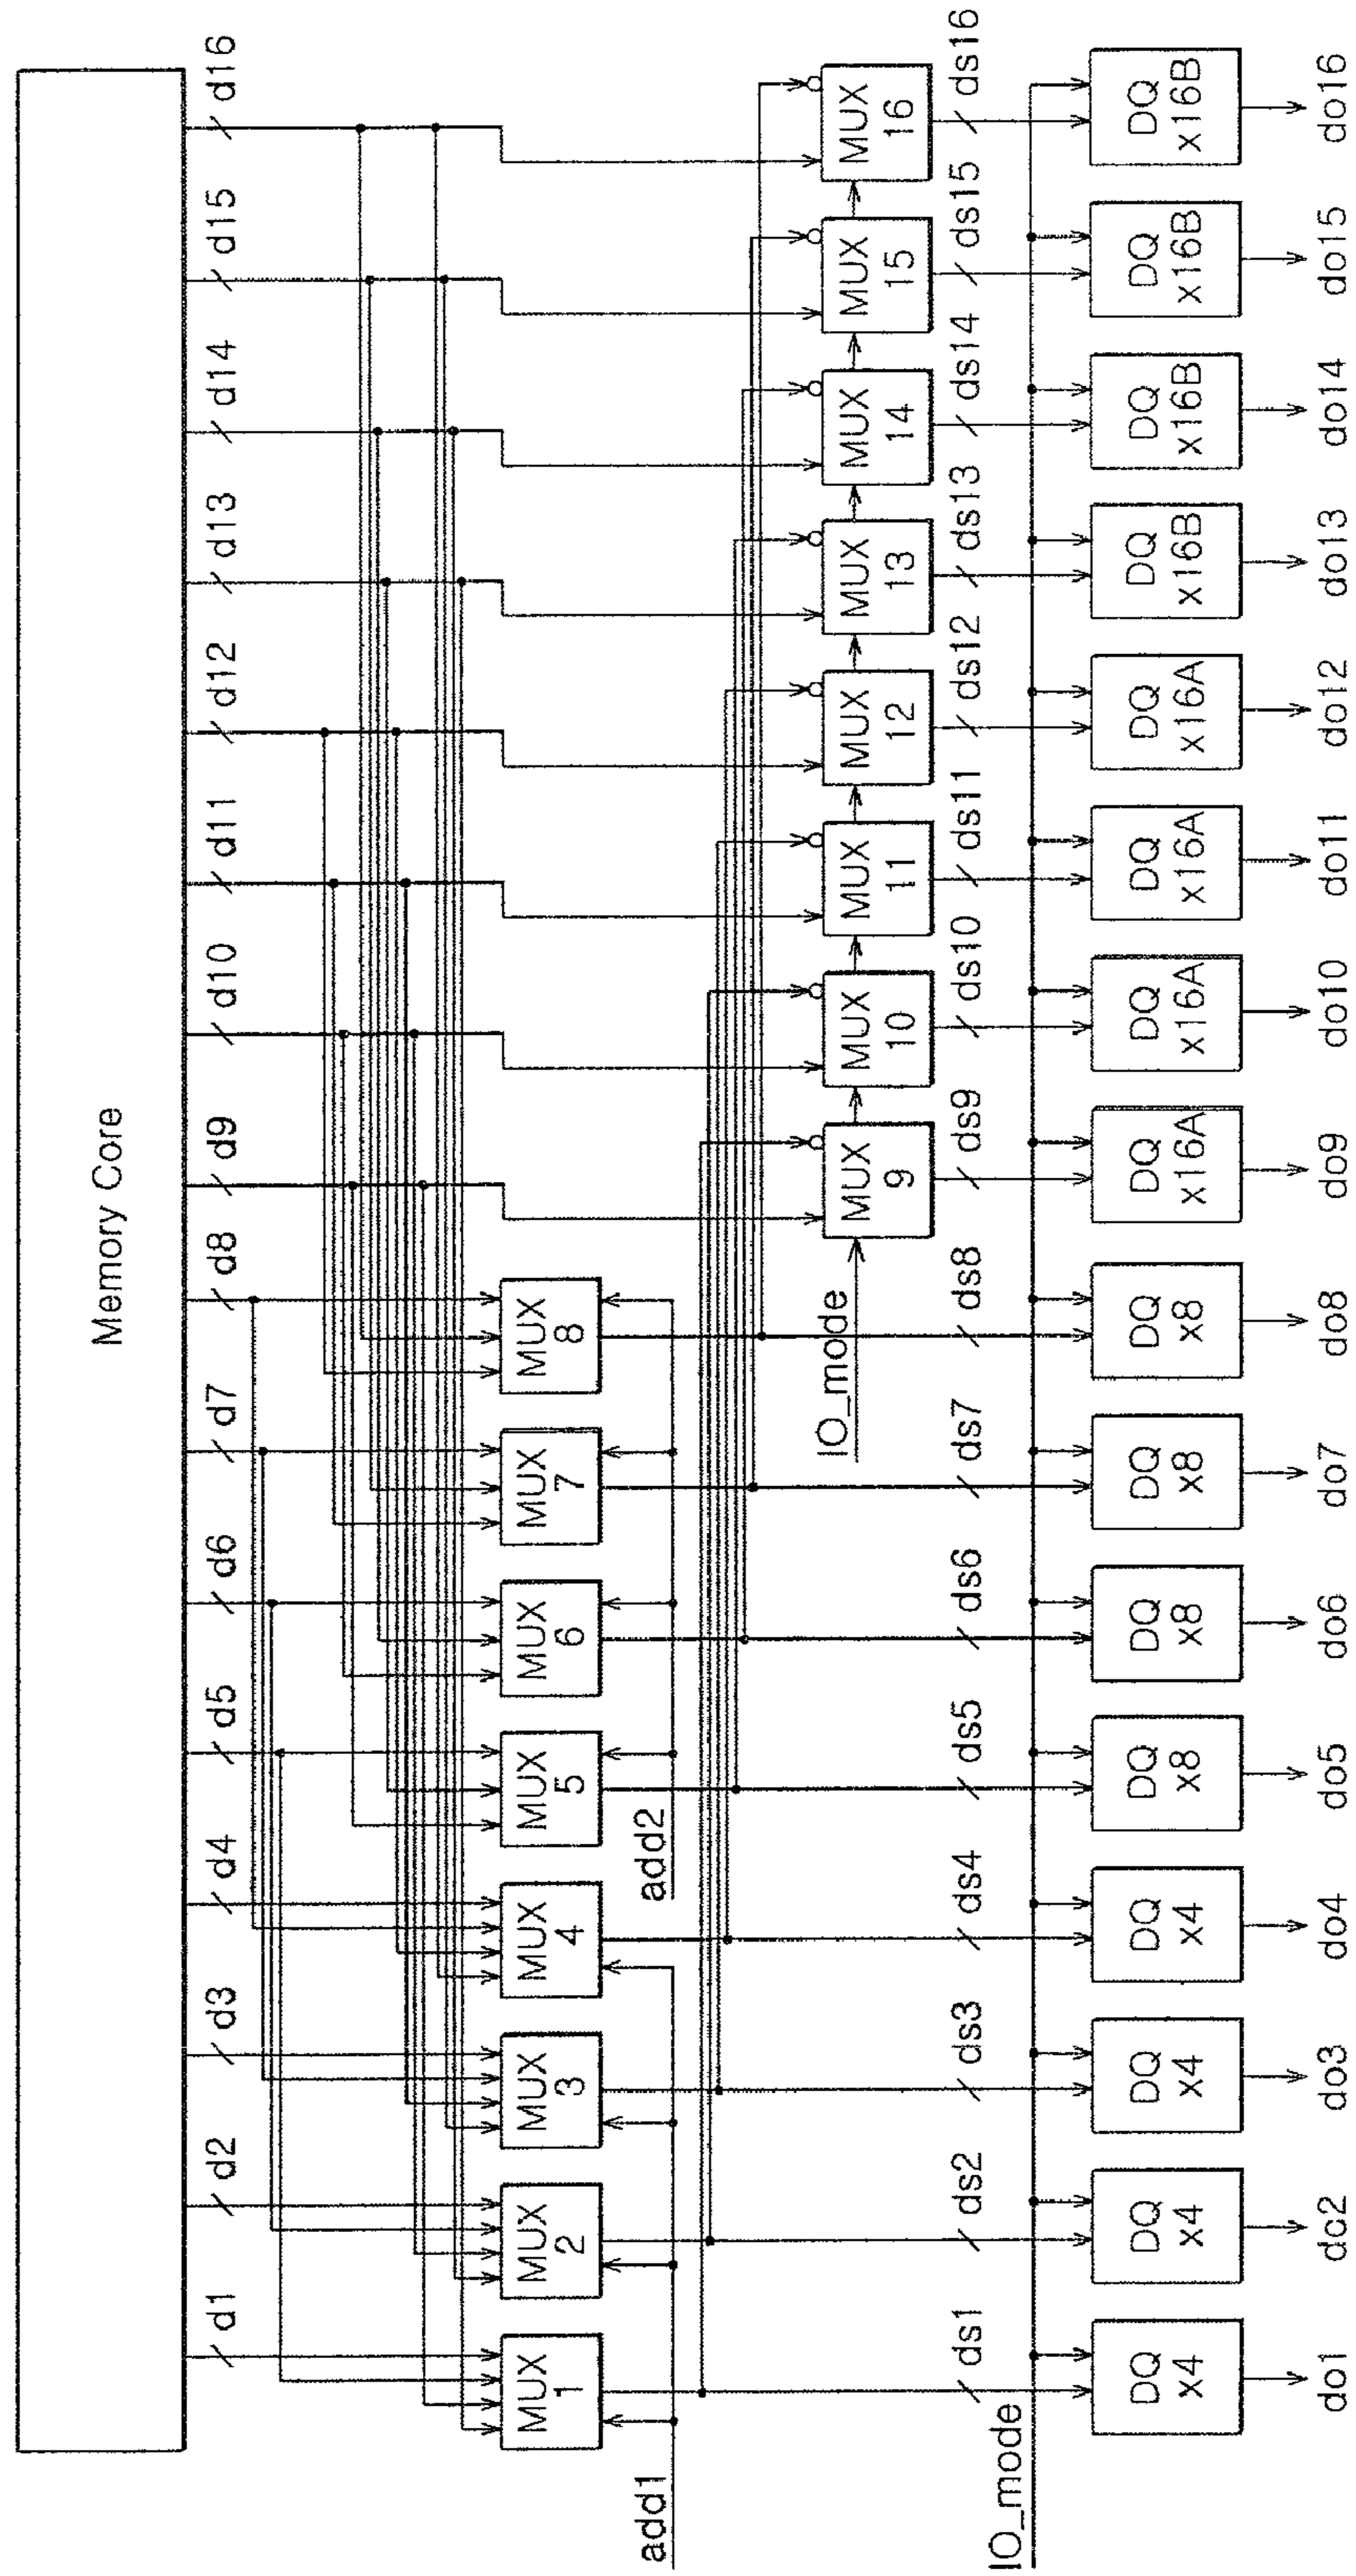 Memory Core
d1 d2 d3 d4 d5 d6 d7 d8 d9 d10 d11 d12 d13 d14 d15 d16
MUX 1
MUX 2
MUX 3
MUX 4
MUX 5
MUX 6
MUX 7
MUX 8
add1 add2
IO_mode
MUX 9
MUX 10
MUX 11
MUX 12
MUX 13
MUX 14
MUX 15
MUX 16
ds1 ds2 ds3 ds4 ds5 ds6 ds7 ds8 ds9 ds10 ds11 ds12 ds13 ds14 ds15 ds16
IO_mode
DQ x4
DQ x4
DQ x4
DQ x4
DQ x8
DQ x8
DQ x8
DQ x8
DQ x16A
DQ x16A
DQ x16A
DQ x16A
DQ x16B
DQ x16B
DQ x16B
DQ x16B
do1 dc2 do3 do4 do5 do6 do7 do8 do9 do10 do11 do12 do13 do14 do15 do16